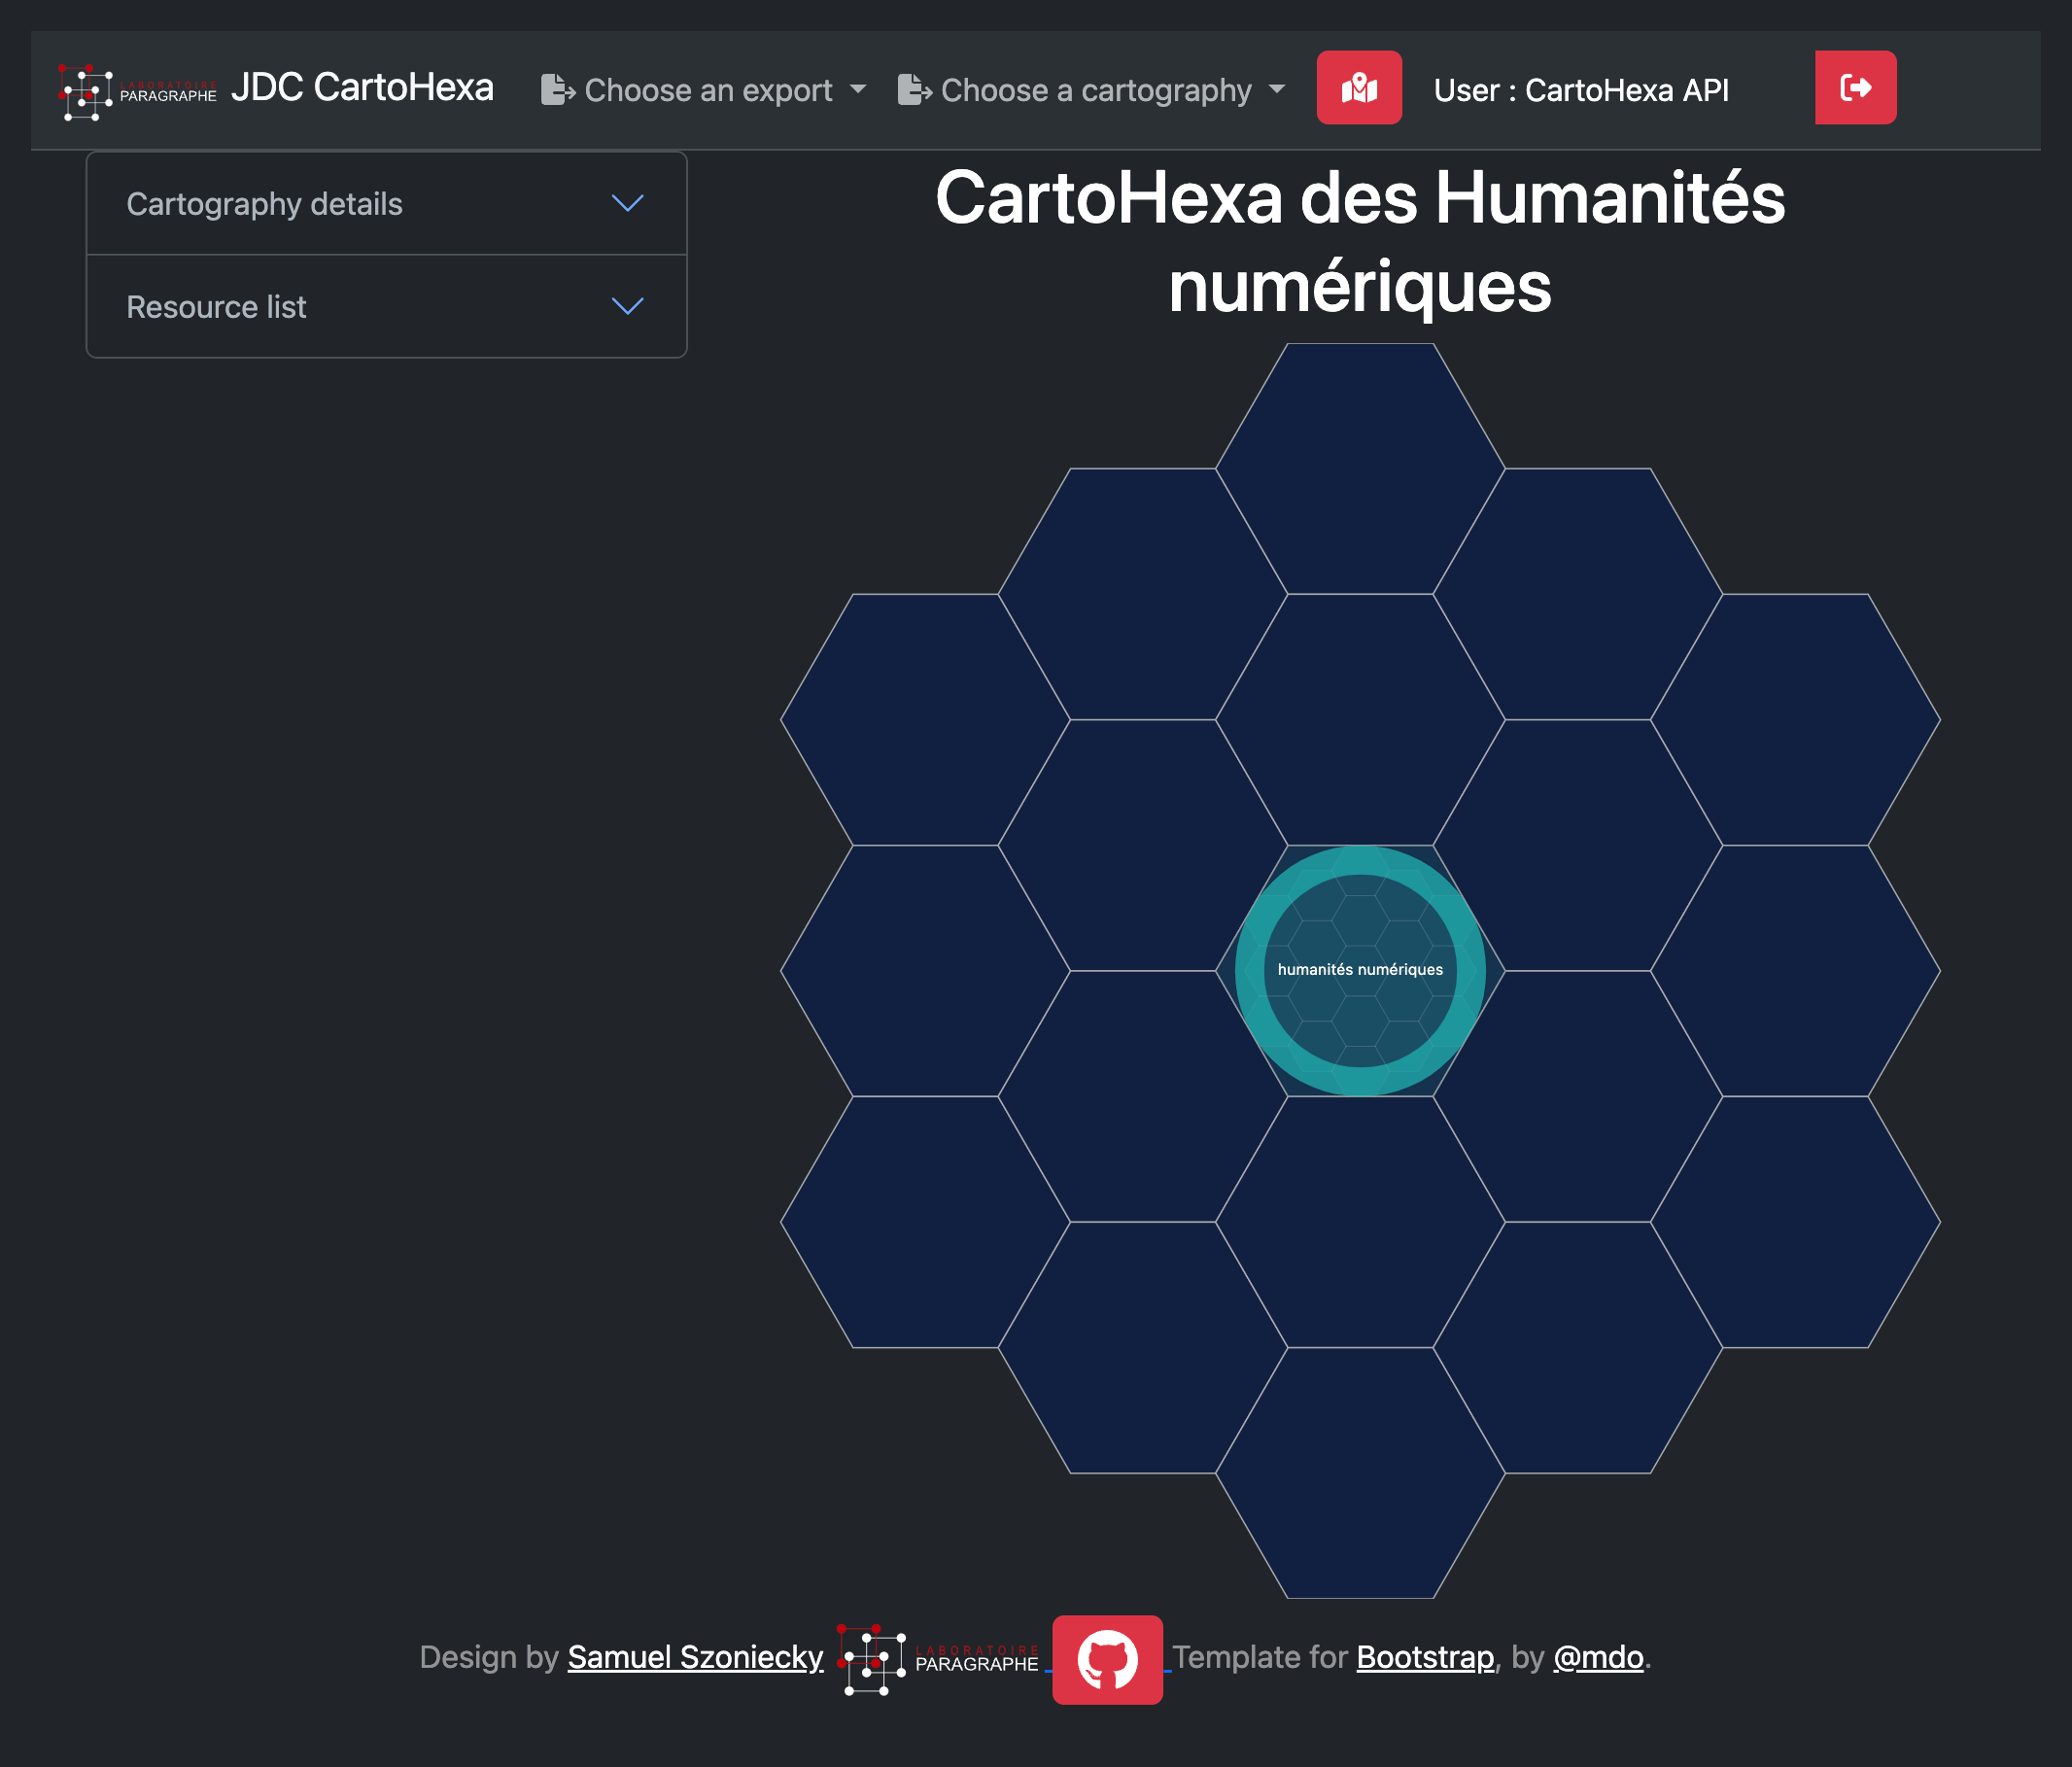 LABORATOIRE
PARAGRAPHE
JDC CartoHexa
Choose an export
Choose a cartography
User : CartoHexa API
Cartography details
Resource list
CartoHexa des Humanités
numériques
humanités numériques
Design by Samuel Szoniecky
LABORATOIRE
PARAGRAPHE
Template for Bootstrap, by @mdo.